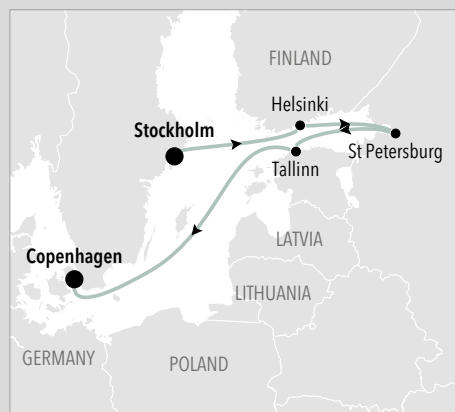 FINLAND
Helsinki
Stockholm
St Petersburg
Tallinn
LATVIA
Copenhagen
LITHUANIA
GERMANY
POLAND